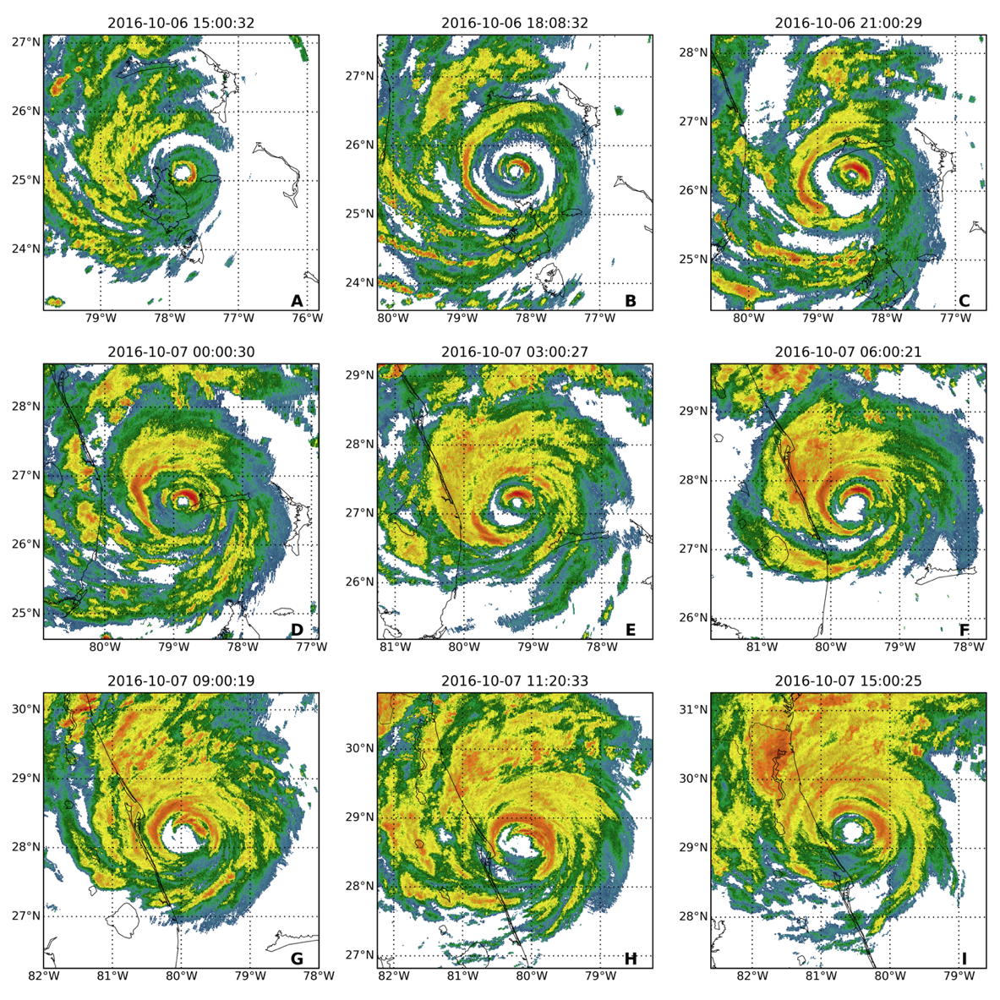 2016-10-06 15:00:32
2016-10-06 18:08:32
2016-10-06 21:00:29
27°N
26°N
25°N
24°N
A
79°W 78°W 77°W 76°W
27°N
26°N
25°N
24°N
B
80°W 79°W 78°W 77°W
28°N
27°N
26°N
25°N
C
80°W 79°W 78°W 77°W
2016-10-07 00:00:30
2016-10-07 03:00:27
2016-10-07 06:00:21
28°N
27°N
26°N
25°N
D
80°W 79°W 78°W 77°W
29°N
28°N
27°N
26°N
E
81°W 80°W 79°W 78°W
29°N
28°N
27°N
26°N
F
81°W 80°W 79°W 78°W
2016-10-07 09:00:19
2016-10-07 11:20:33
2016-10-07 15:00:25
30°N
29°N
28°N
27°N
G
82°W 81°W 80°W 79°W 78°W
30°N
29°N
28°N
27°N
H
82°W 81°W 80°W 79°W
31°N
30°N
29°N
28°N
I
82°W 81°W 80°W 79°W